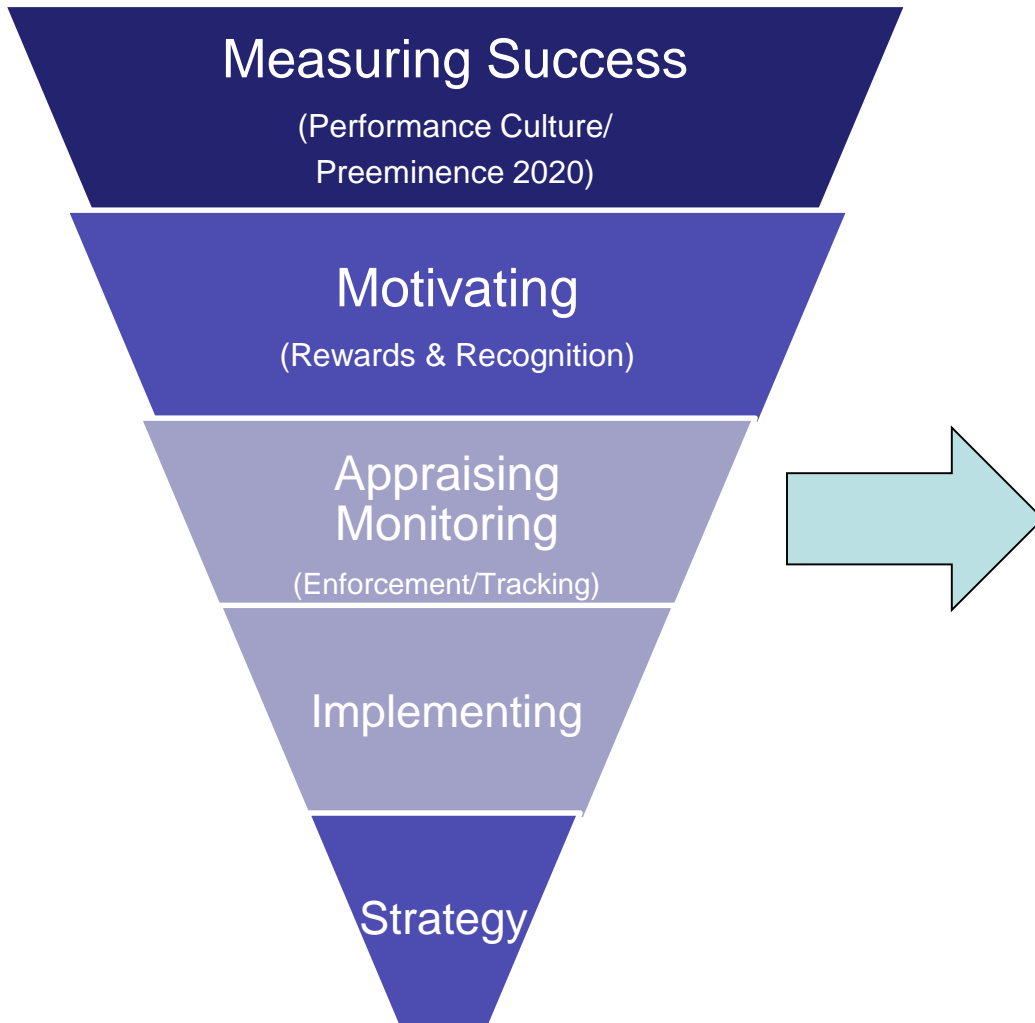 Measuring Success
(Performance Culture/
Preeminence 2020)
Motivating
(Rewards & Recognition)
Appraising
Monitoring
(Enforcement/Tracking)
Implementing
Strategy